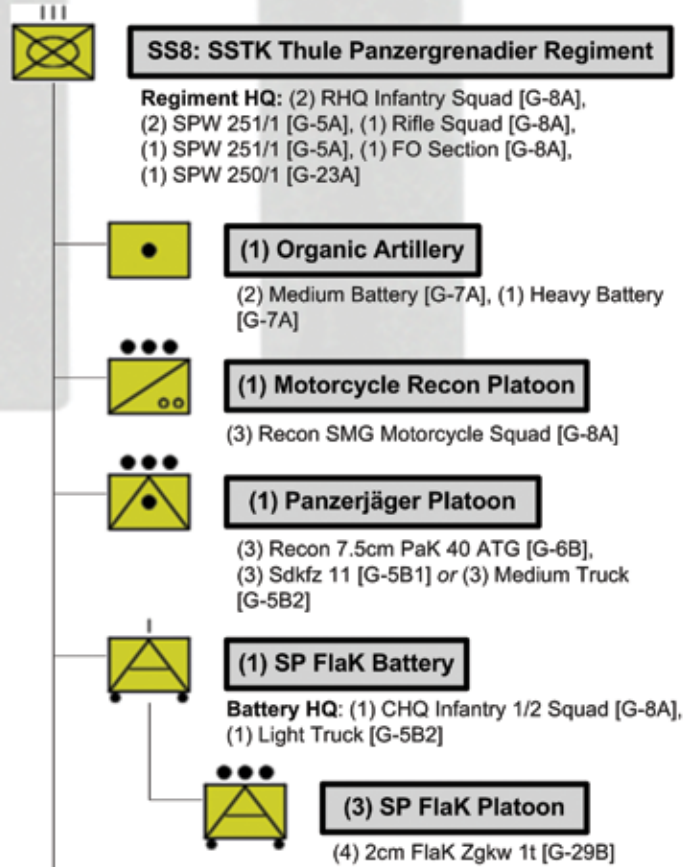 SS8: SSTK Thule Panzergrenadier Regiment
Regiment HQ: (2) RHQ Infantry Squad [G-8A],
(2) SPW 251/1 [G-5A], (1) Rifle Squad [G-8A],
(1) SPW 251/1 [G-5A], (1) FO Section [G-8A],
(1) SPW 250/1 [G-23A]
(1) Organic Artillery
(2) Medium Battery [G-7A], (1) Heavy Battery
[G-7A]
(1) Motorcycle Recon Platoon
(3) Recon SMG Motorcycle Squad [G-8A]
(1) Panzerjäger Platoon
(3) Recon 7.5cm PaK 40 ATG [G-6B],
(3) Sdkfz 11 [G-5B1] or (3) Medium Truck
[G-5B2]
(1) SP FlaK Battery
Battery HQ: (1) CHQ Infantry 1/2 Squad [G-8A],
(1) Light Truck [G-5B2]
(3) SP FlaK Platoon
(4) 2cm FlaK Zgkw 1t [G-29B]